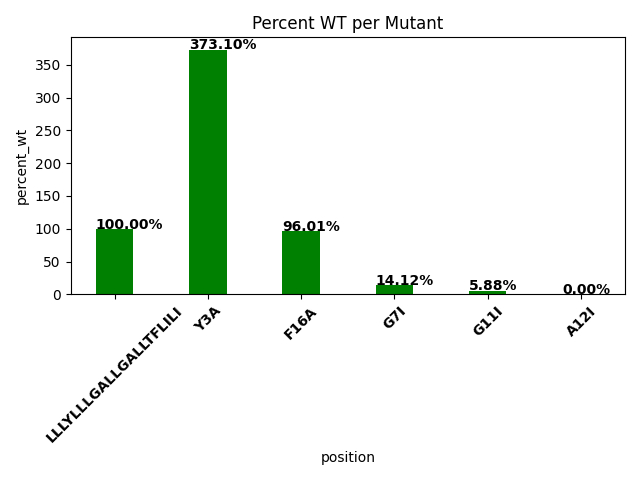 Percent WT per Mutant
percent_wt
350
300
250
200
150
100
50
0
100.00%
373.10%
96.01%
14.12%
5.88%
0.00%
LLLYLLLGALLGALLTFLILI
Y3A
F16A
G7I
G11I
A12I
position